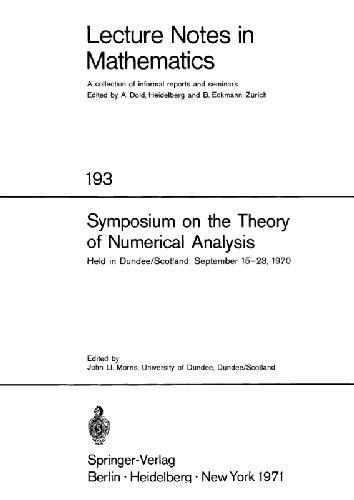 Lecture Notes in
Mathematics
A collection of informal reports and seminars
Edited by A. Dold, Heidelberg and B. Eckmann, Zürich
193
Symposium on the Theory
of Numerical Analysis
Held in Dundee/Scotland, September 15-23, 1970
Edited by
John Ll. Morris, University of Dundee, Dundee/Scotland
Springer-Verlag
Berlin · Heidelberg · New York 1971